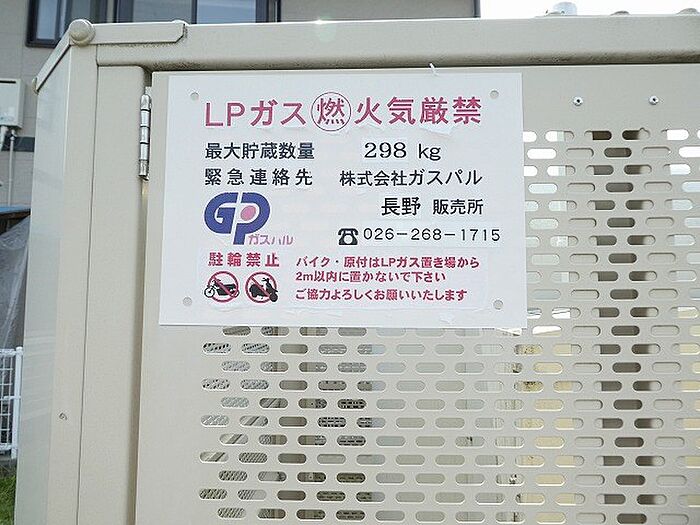 LPガス 燃 火気厳禁
最大貯蔵数量 298 kg
緊急連絡先 株式会社ガスパル
長野 販売所
GP
ガスパル
☎026-268-1715
駐輪禁止
バイク・原付はLPガス置き場から
2m以内に置かないで下さい
ご協力よろしくお願いいたします